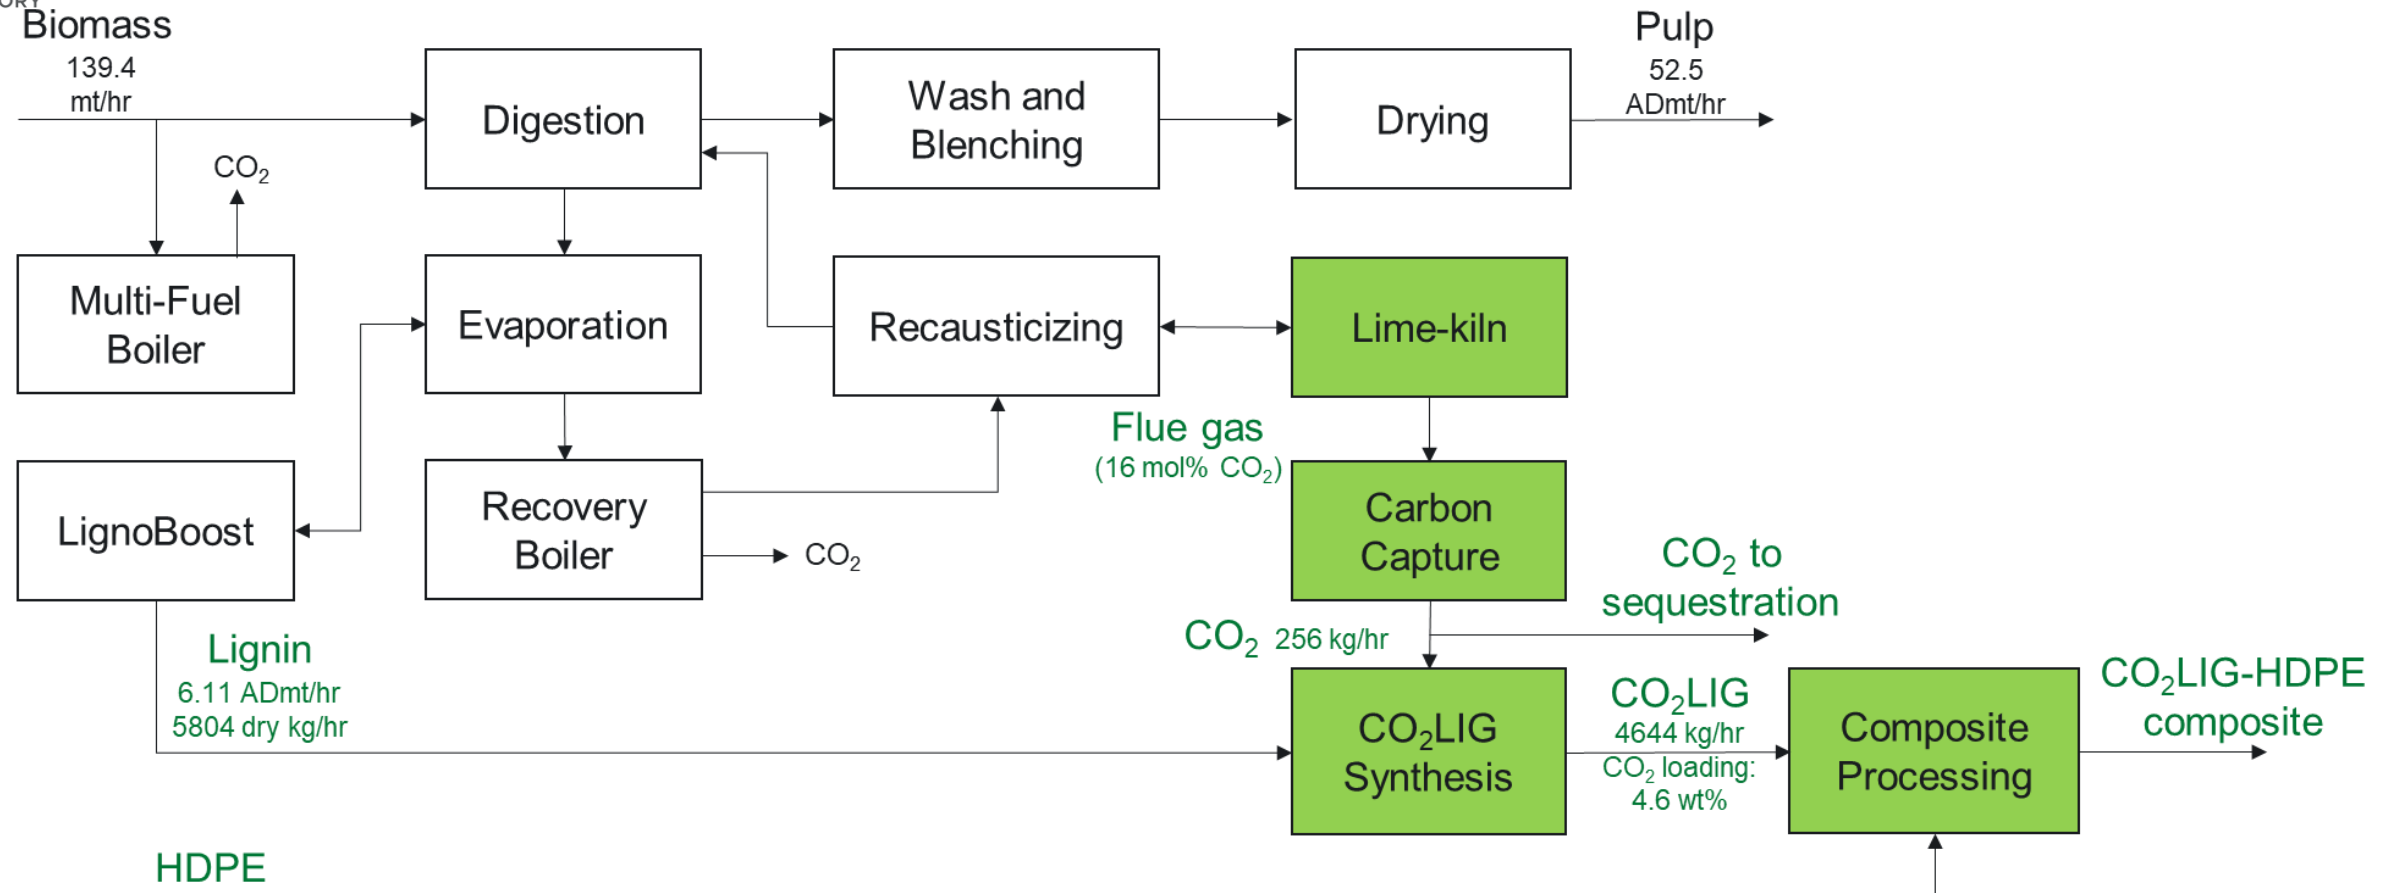 ORY
Biomass
139.4
mt/hr
Pulp
52.5
ADmt/hr
Digestion
Wash and
Blenching
Drying
CO₂
Multi-Fuel
Boiler
Evaporation
Recausticizing
Lime-kiln
Flue gas
(16 mol% CO₂)
LignoBoost
Recovery
Boiler
CO₂
Carbon
Capture
CO₂ to
sequestration
CO₂ 256 kg/hr
Lignin
6.11 ADmt/hr
5804 dry kg/hr
CO₂LIG
Synthesis
CO₂LIG
4644 kg/hr
CO₂ loading:
4.6 wt%
Composite
Processing
CO₂LIG-HDPE
composite
HDPE